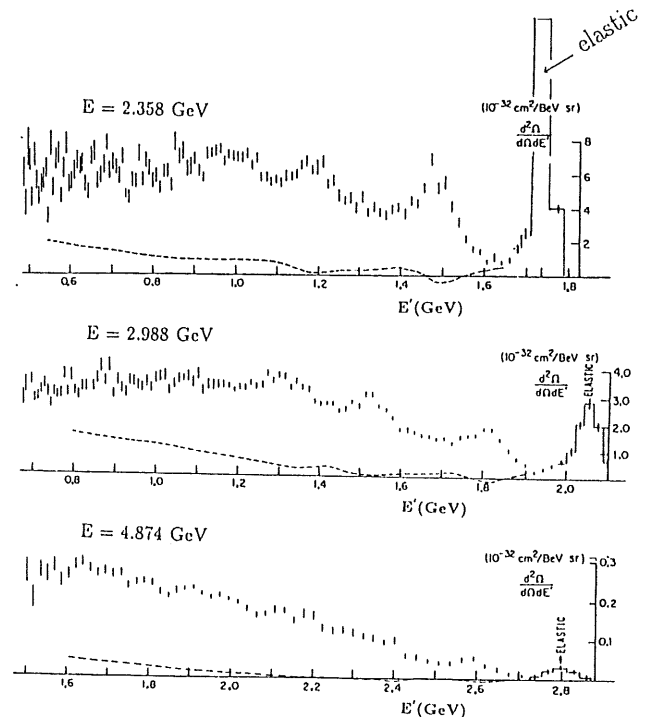 elastic
E = 2.358 GeV
(10⁻³² cm²/BeV sr)
d²Ω
dΩdE'
8
6
4
2
0,6 0,8 1,0 1,2 1,4 1,6 1,8
E'(GeV)
E = 2.988 GeV
(10⁻³² cm²/BeV sr)
d²Ω
dΩdE'
ELASTIC
4,0
3,0
2,0
1,0
0,8 1,0 1,2 1,4 1,6 1,8 2,0
E'(GeV)
E = 4.874 GeV
(10⁻³² cm²/BeV sr)
d²Ω
dΩdE'
ELASTIC
0,3
0,2
0,1
1,6 1,8 2,0 2,2 2,4 2,6 2,8
E'(GeV)